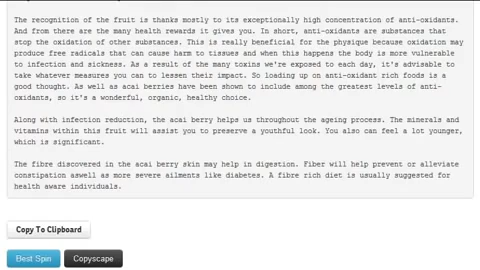 The recognition of the fruit is thanks mostly to its exceptionally high concentration of anti-oxidants.
And from there are the many health rewards it gives you. In short, anti-oxidants are substances that
stop the oxidation of other substances. This is really beneficial for the physique because oxidation may
produce free radicals that can cause harm to tissues and when this happens the body is more vulnerable
to infection and sickness. As a result of the many toxins we're exposed to each day, it's advisable to
take whatever measures you can to lessen their impact. So loading up on anti-oxidant rich foods is a
good thought. As well as acai berries have been shown to include among the greatest levels of anti-
oxidants, so it's a wonderful, organic, healthy choice.
Along with infection reduction, the acai berry helps us throughout the ageing process. The minerals and
vitamins within this fruit will assist you to preserve a youthful look. You also can feel a lot younger,
which is significant.
The fibre discovered in the acai berry skin may help in digestion. Fiber will help prevent or alleviate
constipation aswell as more severe ailments like diabetes. A fibre rich diet is usually suggested for
health aware individuals.
Copy To Clipboard
Best Spin
Copyscape